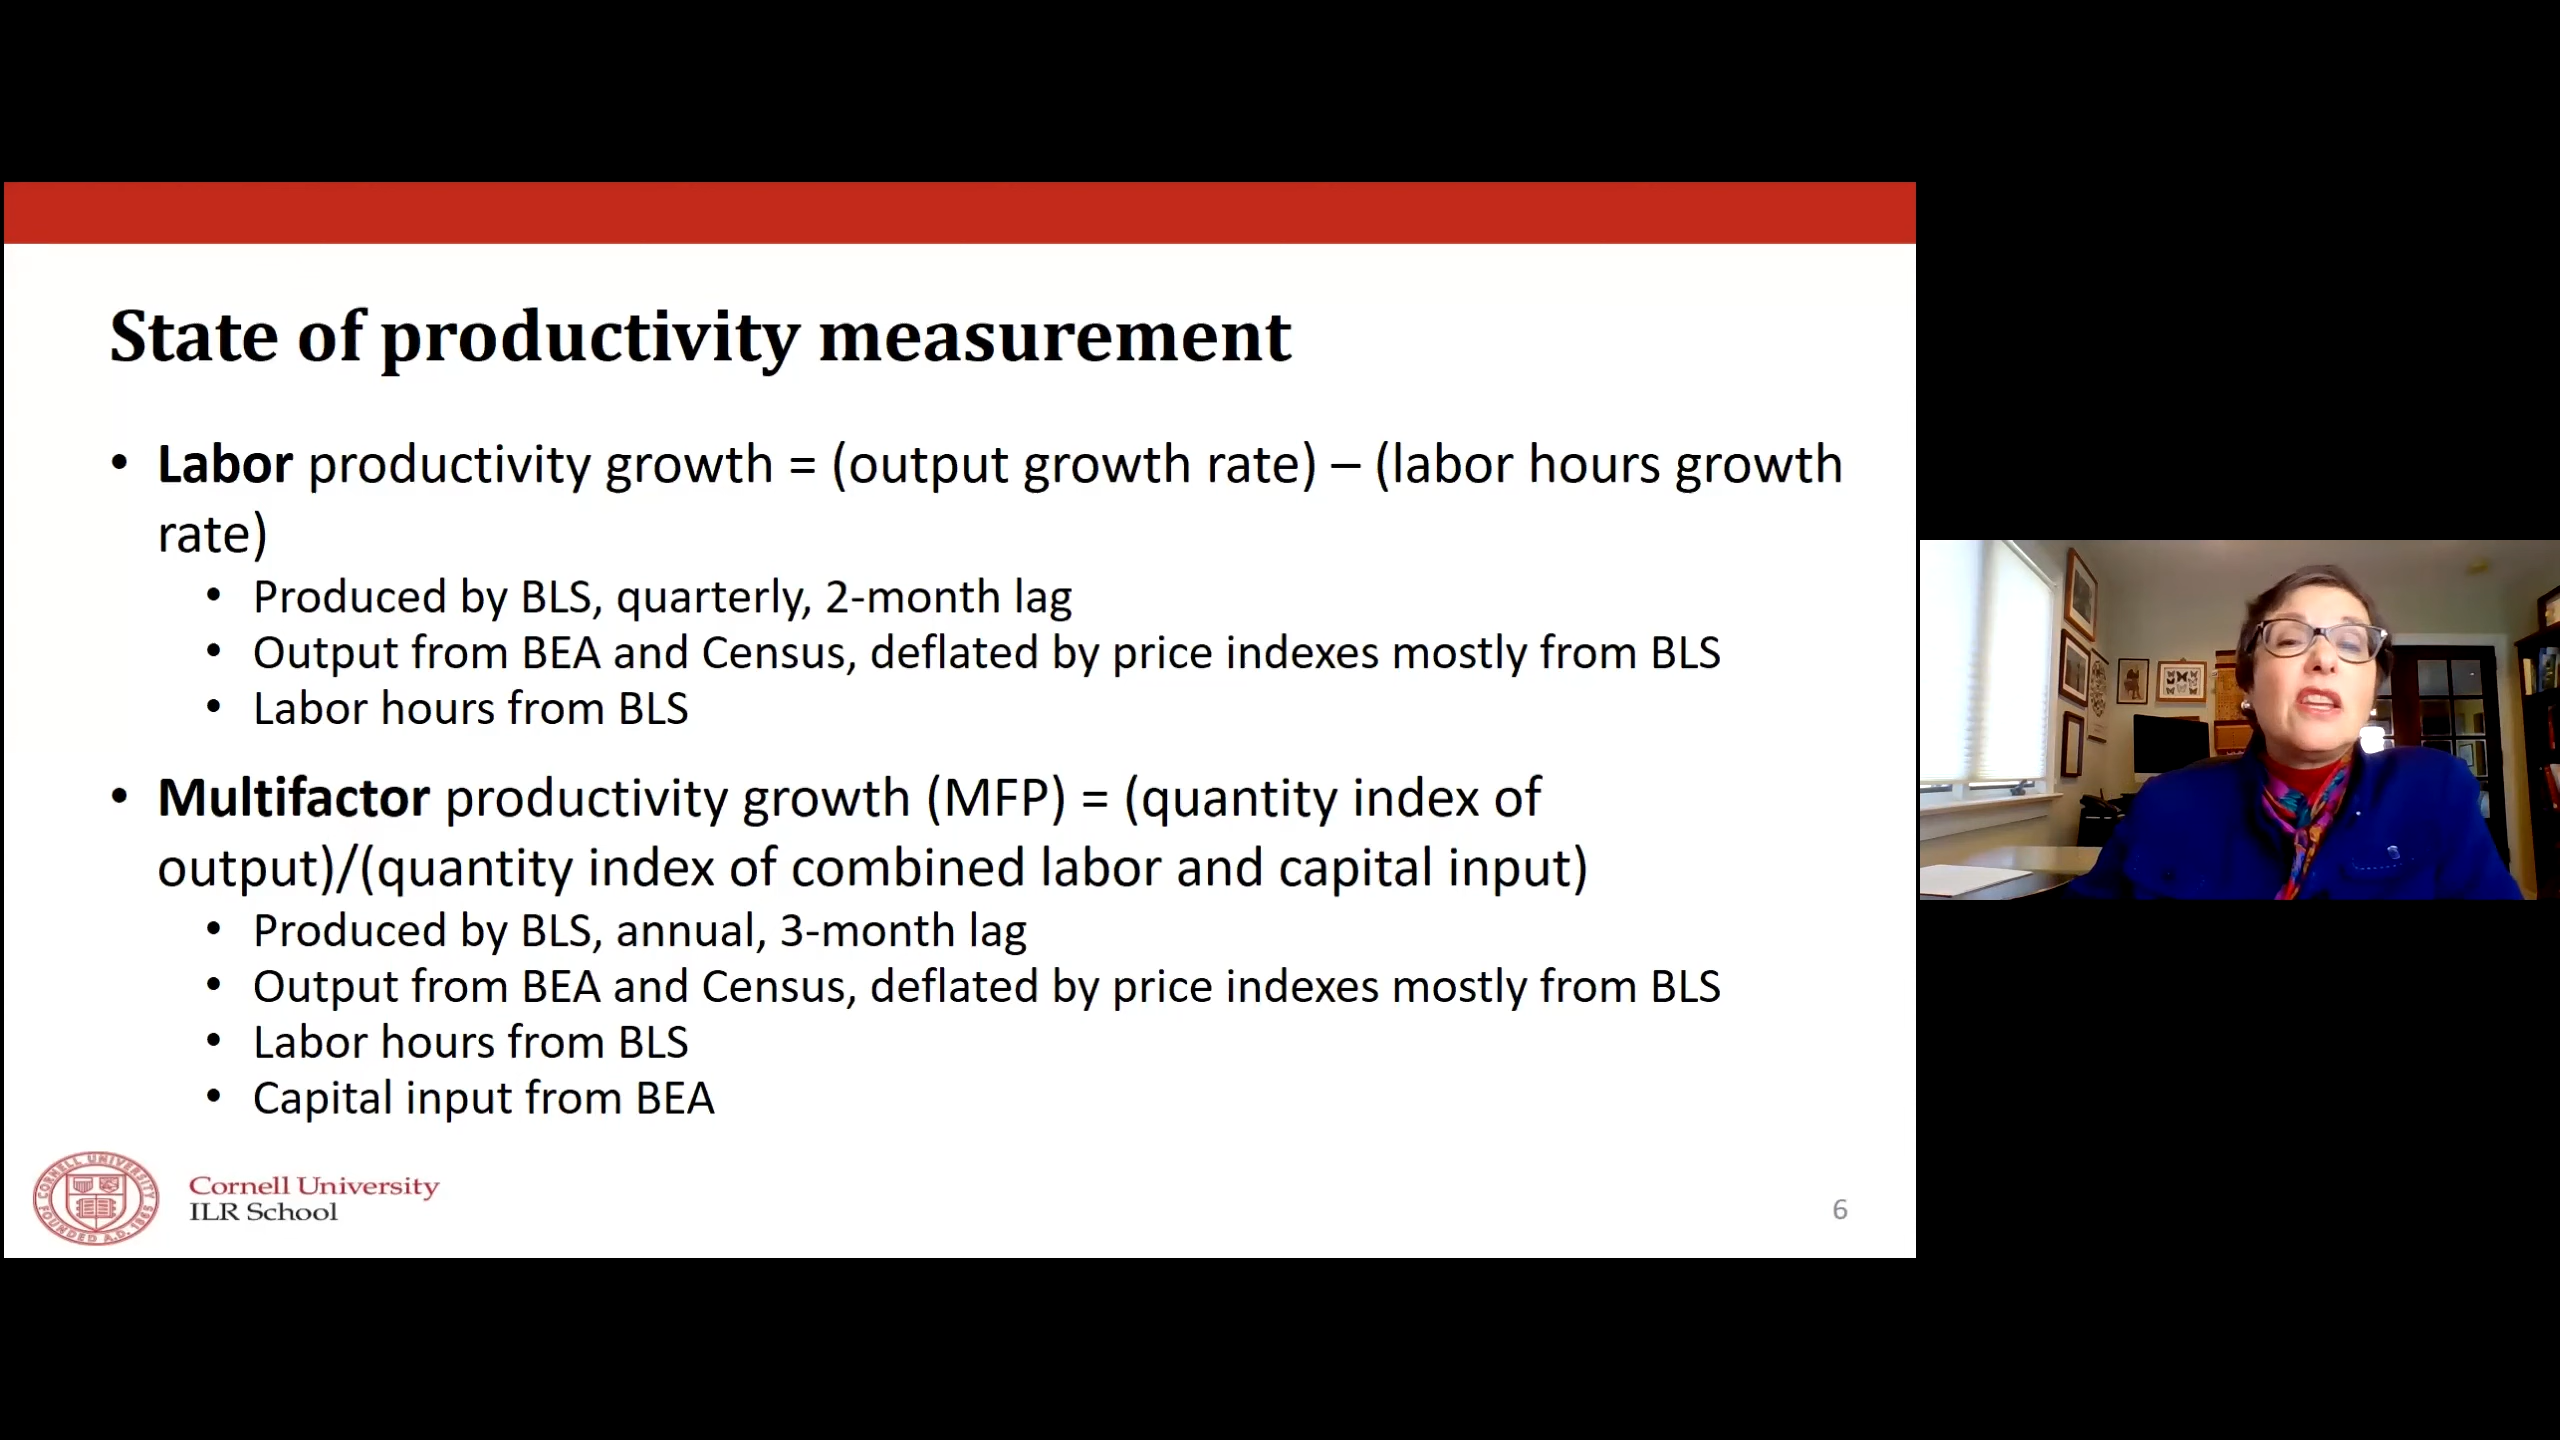 State of productivity measurement
• Labor productivity growth = (output growth rate) – (labor hours growth
rate)
• Produced by BLS, quarterly, 2-month lag
• Output from BEA and Census, deflated by price indexes mostly from BLS
• Labor hours from BLS
• Multifactor productivity growth (MFP) = (quantity index of
output)/(quantity index of combined labor and capital input)
• Produced by BLS, annual, 3-month lag
• Output from BEA and Census, deflated by price indexes mostly from BLS
• Labor hours from BLS
• Capital input from BEA
CORNELL UNIVERSITY
FOUNDED A.D. 1865
Cornell University
ILR School
6